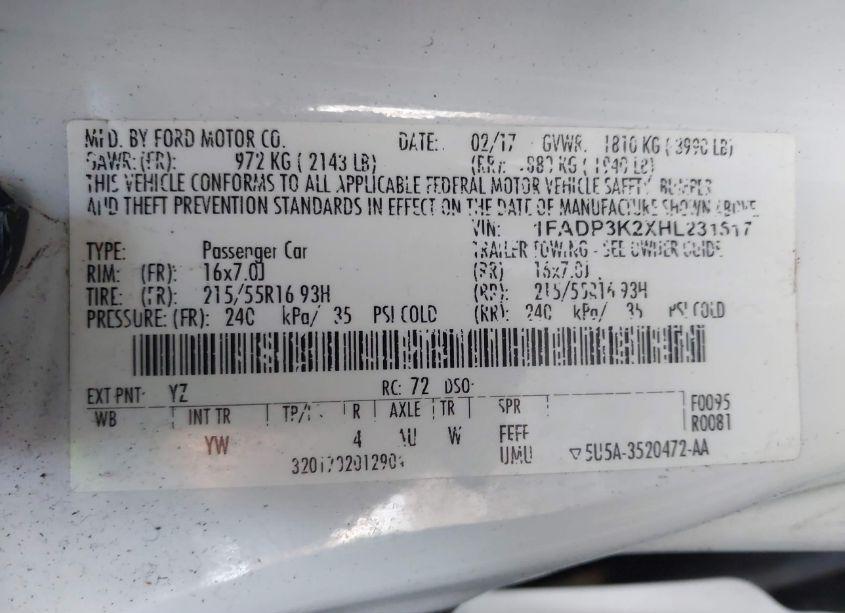 MFD. BY FORD MOTOR CO. DATE: 02/17 GVWR: 1810 KG ( 3990 LB)
GAWR: (FR): 972 KG ( 2143 LB) (RR): 880 KG ( 1940 LB)
THIS VEHICLE CONFORMS TO ALL APPLICABLE FEDERAL MOTOR VEHICLE SAFETY, BUMPER
AND THEFT PREVENTION STANDARDS IN EFFECT ON THE DATE OF MANUFACTURE SHOWN ABOVE
VIN: 1FADP3K2XHL231517
TYPE: Passenger Car TRAILER TOWING - SEE OWNER GUIDE
RIM: (FR): 16x7.0J (RR) 16x7.0J
TIRE: (FR): 215/55R16 93H (RR): 215/55R16 93H
PRESSURE: (FR): 240 kPa/ 35 PSI COLD (RR): 240 kPa/ 35 PSI COLD
EXT PNT: YZ RC: 72 DSO:
WB INT TR TP/ R AXLE TR SPR F0095
YW 4 W FEFF R0081
UMU ▽5U5A-3520472-AA